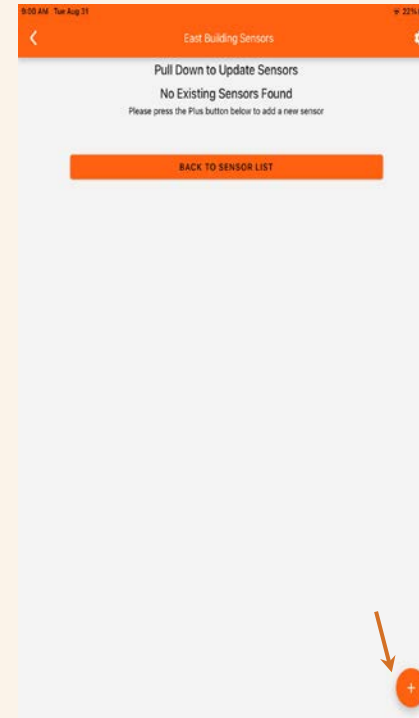 9:00 AM Tue Aug 31
22%
East Building Sensors
Pull Down to Update Sensors
No Existing Sensors Found
Please press the Plus button below to add a new sensor
BACK TO SENSOR LIST
+